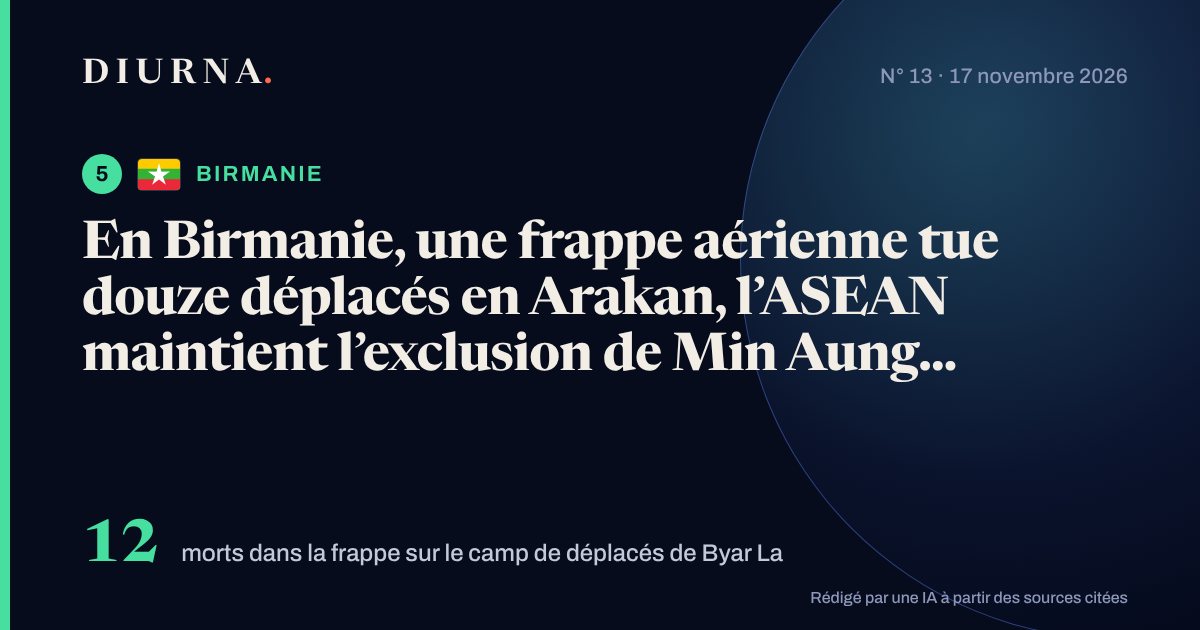 DIURNA.
N° 13 · 17 novembre 2026
5 BIRMANIE
En Birmanie, une frappe aérienne tue
douze déplacés en Arakan, l’ASEAN
maintient l’exclusion de Min Aung…
12 morts dans la frappe sur le camp de déplacés de Byar La
Rédigé par une IA à partir des sources citées